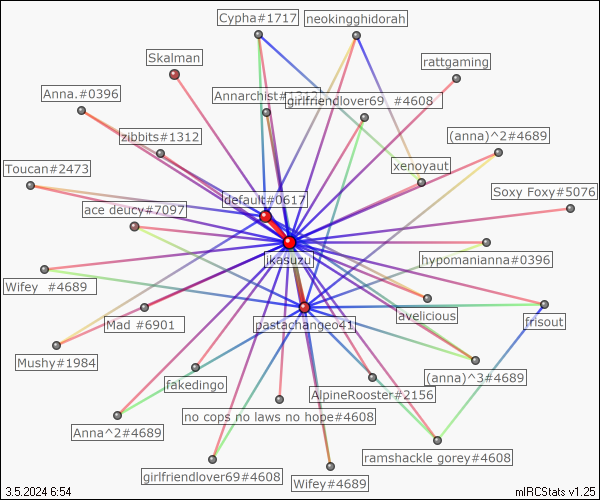 Cypha#1717
neokingghidorah
Skalman
rattgaming
Anna.#0396
Annarchist#1312
girlfriendlover69 #4608
zibbits#1312
(anna)^2#4689
xenoyaut
Toucan#2473
Soxy Foxy#5076
default#0617
ace deucy#7097
ikasuzu
hypomanianna#0396
Wifey #4689
avelicious
Mad #6901
pastachangeo41
frisout
Mushy#1984
(anna)^3#4689
fakedingo
AlpineRooster#2156
no cops no laws no hope#4608
Anna^2#4689
ramshackle gorey#4608
girlfriendlover69#4608
Wifey#4689
3.5.2024 6:54
mIRCStats v1.25